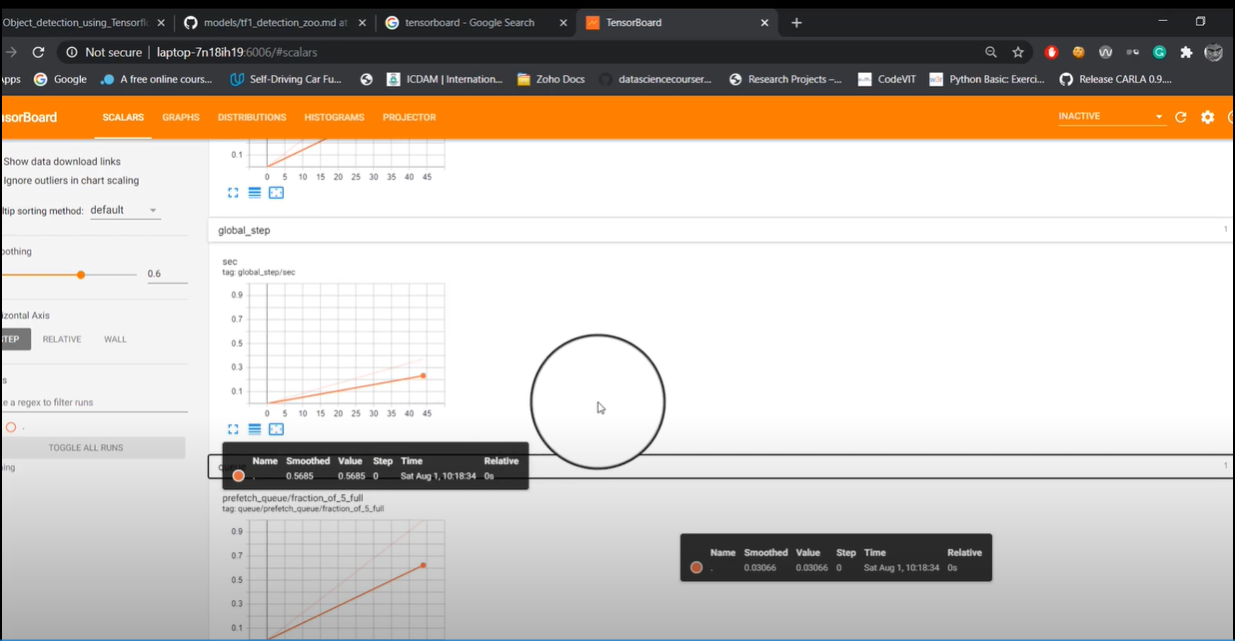 Object_detection_using_Tensorfl
models/tf1_detection_zoo.md at
tensorboard - Google Search
TensorBoard
Not secure | laptop-7n18ih19:6006/#scalars
Apps
Google
A free online cours...
Self-Driving Car Fu...
ICDAM | Internation...
Zoho Docs
datasciencecourser...
Research Projects –...
CodeVIT
Python Basic: Exerci...
Release CARLA 0.9....
nsorBoard
SCALARS
GRAPHS
DISTRIBUTIONS
HISTOGRAMS
PROJECTOR
INACTIVE
Show data download links
Ignore outliers in chart scaling
ltip sorting method: default
oothing
0.6
izontal Axis
STEP
RELATIVE
WALL
s
te a regex to filter runs
.
TOGGLE ALL RUNS
ing
0.1
0 5 10 15 20 25 30 35 40 45
global_step
1
sec
tag: global_step/sec
0.9
0.7
0.5
0.3
0.1
0 5 10 15 20 25 30 35 40 45
Name Smoothed Value Step Time Relative
. 0.5685 0.5685 0 Sat Aug 1, 10:18:34 0s
1
prefetch_queue/fraction_of_5_full
tag: queue/prefetch_queue/fraction_of_5_full
0.9
0.7
0.5
0.3
0.1
Name Smoothed Value Step Time Relative
. 0.03066 0.03066 0 Sat Aug 1, 10:18:34 0s